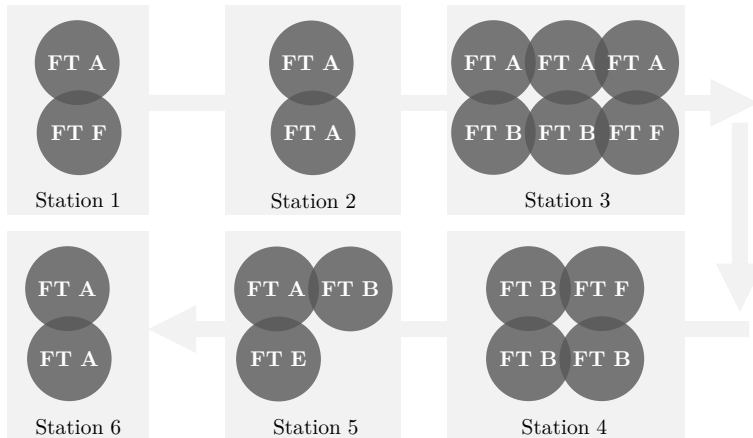 FT A
FT F
Station 1
FT A
FT A
Station 2
FT A FT A FT A
FT B FT B FT F
Station 3
FT A
FT A
Station 6
FT A FT B
FT E
Station 5
FT B FT F
FT B FT B
Station 4